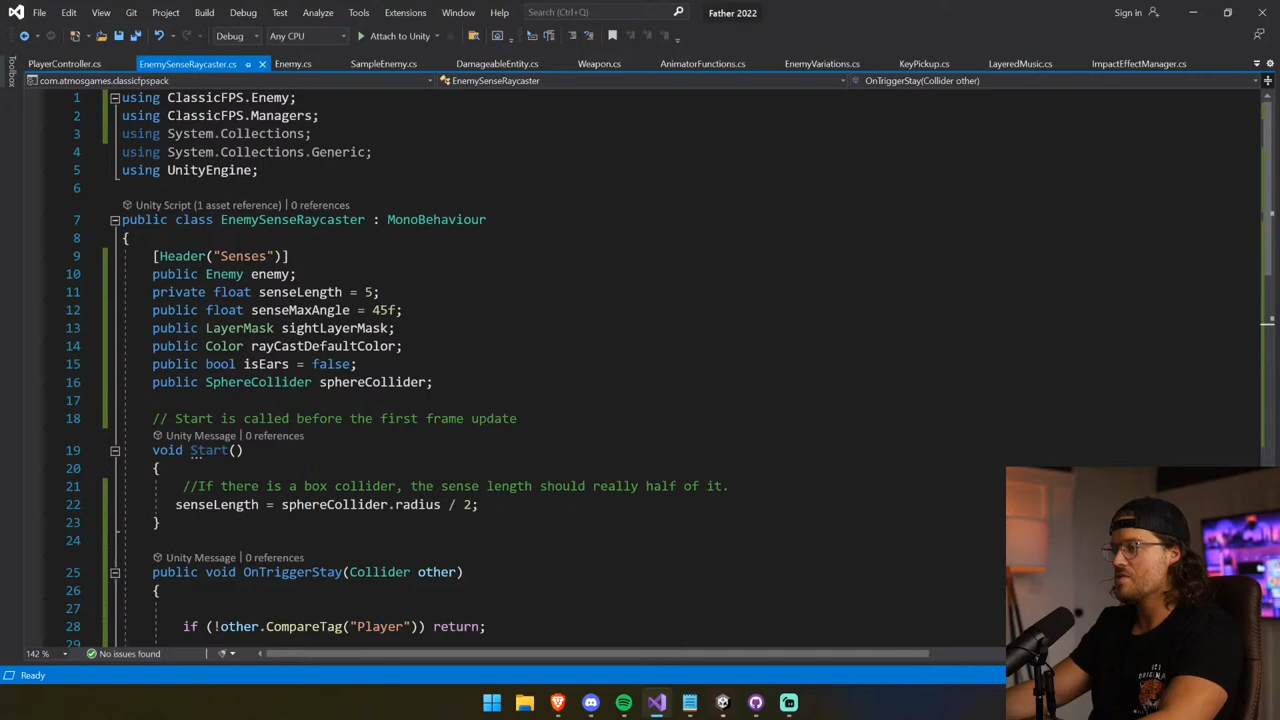 File Edit View Git Project Build Debug Test Analyze Tools Extensions Window Help Search (Ctrl+Q) Father 2022 Sign in
Debug Any CPU Attach to Unity
PlayerController.cs EnemySenseRaycaster.cs Enemy.cs SampleEnemy.cs DamageableEntity.cs Weapon.cs AnimatorFunctions.cs EnemyVariations.cs KeyPickup.cs LayeredMusic.cs ImpactEffectManager.cs
Toolbox
com.atmosgames.classicfpspack EnemySenseRaycaster OnTriggerStay(Collider other)
1 using ClassicFPS.Enemy;
2 using ClassicFPS.Managers;
3 using System.Collections;
4 using System.Collections.Generic;
5 using UnityEngine;
6
Unity Script (1 asset reference) | 0 references
7 public class EnemySenseRaycaster : MonoBehaviour
8 {
9 [Header("Senses")]
10 public Enemy enemy;
11 private float senseLength = 5;
12 public float senseMaxAngle = 45f;
13 public LayerMask sightLayerMask;
14 public Color rayCastDefaultColor;
15 public bool isEars = false;
16 public SphereCollider sphereCollider;
17
18 // Start is called before the first frame update
Unity Message | 0 references
19 void Start()
20 {
21 //If there is a box collider, the sense length should really half of it.
22 senseLength = sphereCollider.radius / 2;
23 }
24
Unity Message | 0 references
25 public void OnTriggerStay(Collider other)
26 {
27
28 if (!other.CompareTag("Player")) return;
29
142 % No issues found
Ready